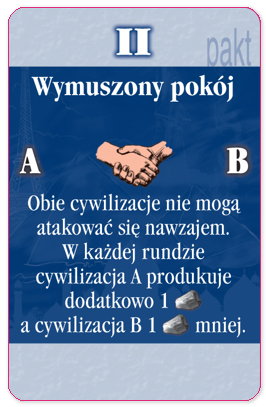 II
pakt
Wymuszony pokój
A B
Obie cywilizacje nie mogą
atakować się nawzajem.
W każdej rundzie
cywilizacja A produkuje
dodatkowo 1
a cywilizacja B 1 mniej.